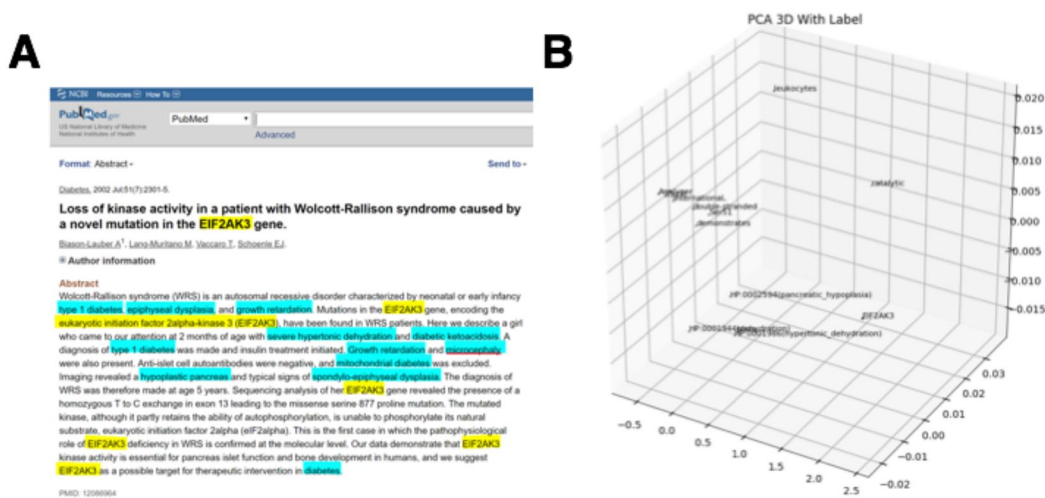 A
B
PCA 3D With Label
NCBI Resources How To
PubMed.gov
US National Library of Medicine
National Institutes of Health
PubMed
Advanced
Format: Abstract
Send to
Diabetes. 2002 Jul;51(7):2301-5.
Loss of kinase activity in a patient with Wolcott-Rallison syndrome caused by
a novel mutation in the EIF2AK3 gene.
Biason-Lauber A1, Lang-Muritano M, Vaccaro T, Schoenle EJ.
Author information
Abstract
Wolcott-Rallison syndrome (WRS) is an autosomal recessive disorder characterized by neonatal or early infancy
type 1 diabetes, epiphyseal dysplasia, and growth retardation. Mutations in the EIF2AK3 gene, encoding the
eukaryotic initiation factor 2alpha-kinase 3 (EIF2AK3), have been found in WRS patients. Here we describe a girl
who came to our attention at 2 months of age with severe hypertonic dehydration and diabetic ketoacidosis. A
diagnosis of type 1 diabetes was made and insulin treatment initiated. Growth retardation and microcephaly
were also present. Anti-islet cell autoantibodies were negative, and mitochondrial diabetes was excluded.
Imaging revealed a hypoplastic pancreas and typical signs of spondylo-epiphyseal dysplasia. The diagnosis of
WRS was therefore made at age 5 years. Sequencing analysis of her EIF2AK3 gene revealed the presence of a
homozygous T to C exchange in exon 13 leading to the missense serine 877 proline mutation. The mutated
kinase, although it partly retains the ability of autophosphorylation, is unable to phosphorylate its natural
substrate, eukaryotic initiation factor 2alpha (eIF2alpha). This is the first case in which the pathophysiological
role of EIF2AK3 deficiency in WRS is confirmed at the molecular level. Our data demonstrate that EIF2AK3
kinase activity is essential for pancreas islet function and bone development in humans, and we suggest
EIF2AK3 as a possible target for therapeutic intervention in diabetes.
PMID: 12086964
leukocytes
catalytic
international,
double-stranded
demonstrates
HP:0002594(pancreatic_hypoplasia)
EIF2AK3
HP:0001944(dehydration)
(hypertonic_dehydration)
0.020
0.015
0.010
0.005
0.000
−0.005
−0.010
−0.015
0.03
0.02
0.01
0.00
−0.01
−0.02
−0.5
0.0
0.5
1.0
1.5
2.0
2.5